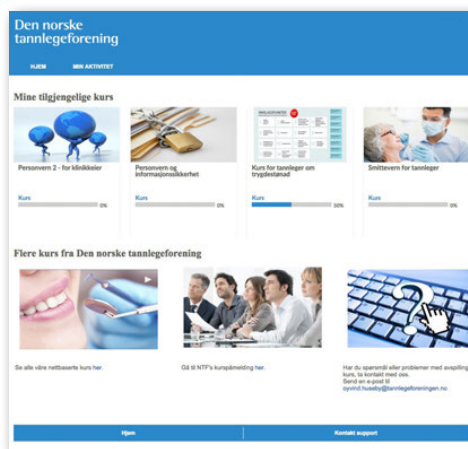 Den norske
tannlegeforening
HJEM MIN AKTIVITET
Mine tilgjengelige kurs
Personvern 2 - for klinikkeier
Personvern og
informasjonssikkerhet
Kurs for tannleger om
trygdestønad
Smittevern for tannleger
Kurs
0%
Kurs
0%
Kurs
50%
Kurs
0%
Flere kurs fra Den norske tannlegeforening
Se alle våre nettbaserte kurs her.
Gå til NTF's kurspåmelding her.
Har du spørsmål eller problemer med avspilling
kurs, ta kontakt med oss.
Send en e-post til
oyvind.huseby@tannlegeforeningen.no
Hjem
Kontakt support